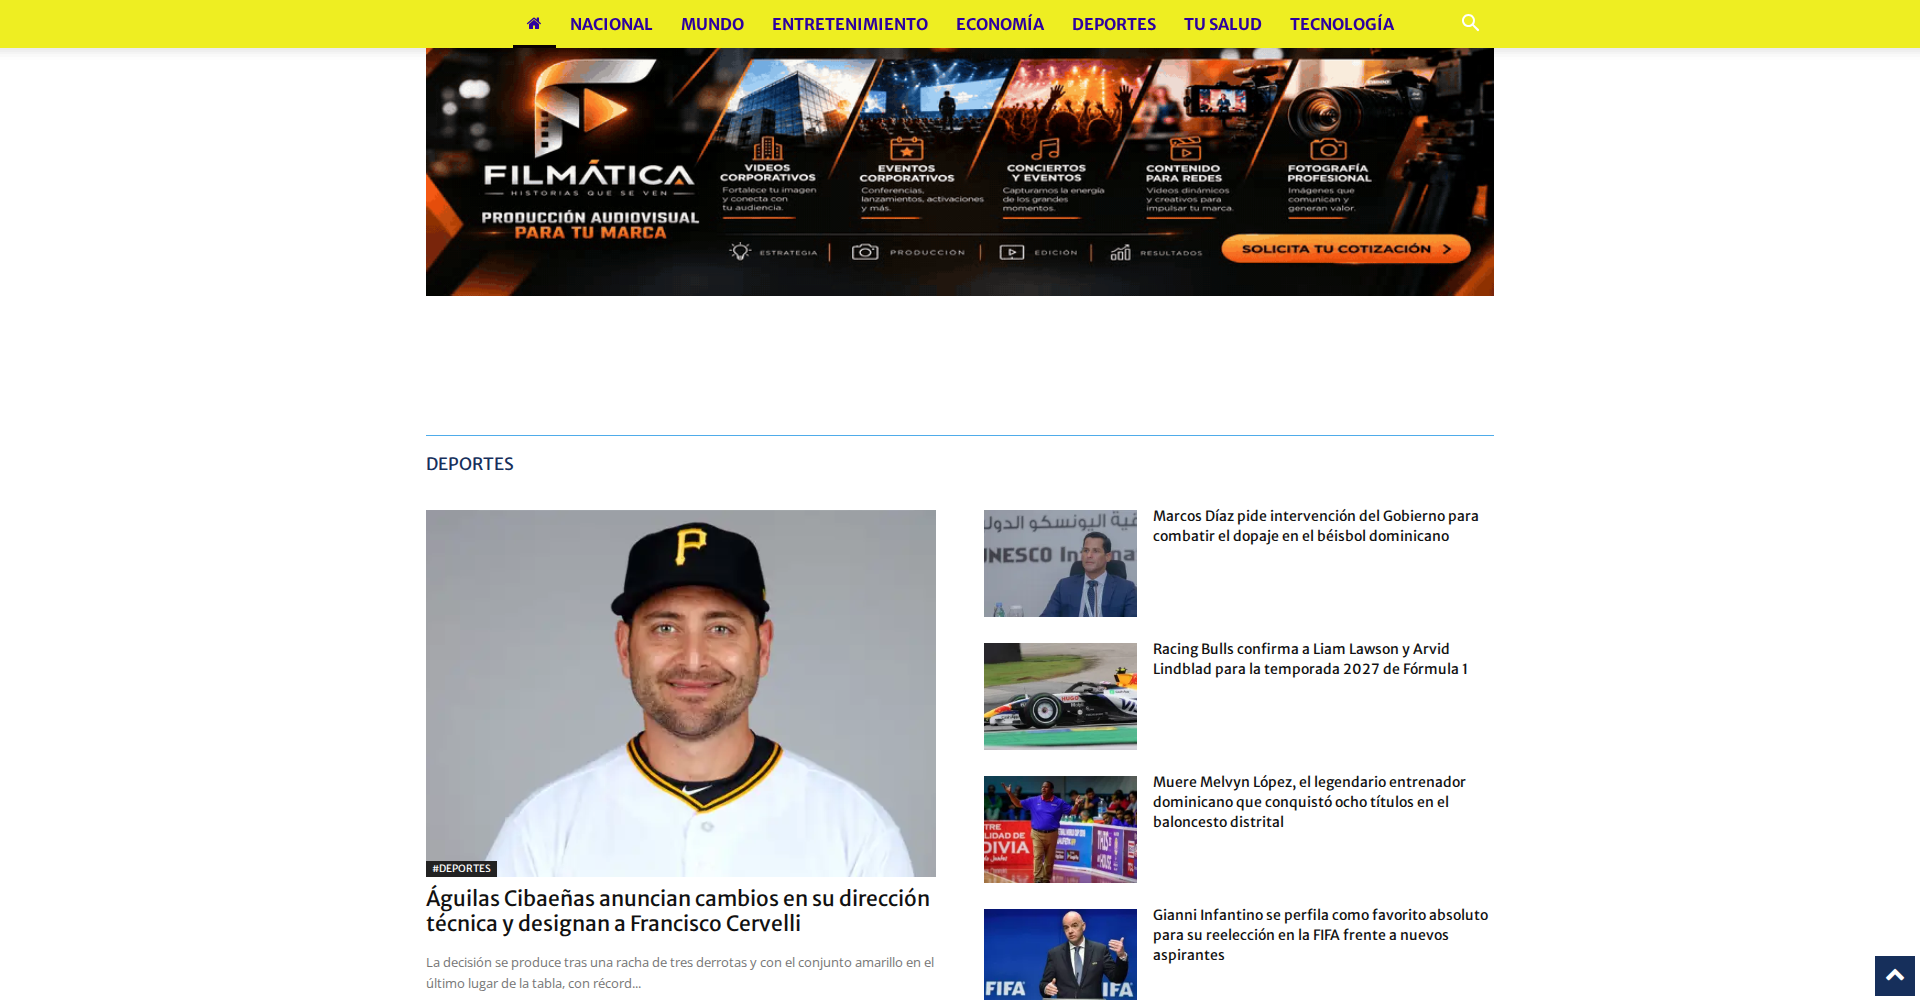 NACIONAL MUNDO ENTRETENIMIENTO ECONOMÍA DEPORTES TU SALUD TECNOLOGÍA
FILMÁTICA
HISTORIAS QUE SE VEN
PRODUCCIÓN AUDIOVISUAL
PARA TU MARCA
VIDEOS
CORPORATIVOS
Fortalece tu imagen
y conecta con
tu audiencia.
EVENTOS
CORPORATIVOS
Conferencias,
lanzamientos, activaciones
y más.
CONCIERTOS
Y EVENTOS
Capturamos la energía
de los grandes
momentos.
CONTENIDO
PARA REDES
Videos dinámicos
y creativos para
impulsar tu marca.
FOTOGRAFÍA
PROFESIONAL
Imágenes que
comunican y
generan valor.
ESTRATEGIA | PRODUCCIÓN | EDICIÓN | RESULTADOS
SOLICITA TU COTIZACIÓN >
DEPORTES
P
#DEPORTES
Águilas Cibaeñas anuncian cambios en su dirección
técnica y designan a Francisco Cervelli
La decisión se produce tras una racha de tres derrotas y con el conjunto amarillo en el
último lugar de la tabla, con récord...
Marcos Díaz pide intervención del Gobierno para
combatir el dopaje en el béisbol dominicano
Racing Bulls confirma a Liam Lawson y Arvid
Lindblad para la temporada 2027 de Fórmula 1
Muere Melvyn López, el legendario entrenador
dominicano que conquistó ocho títulos en el
baloncesto distrital
FIFA
IFA
Gianni Infantino se perfila como favorito absoluto
para su reelección en la FIFA frente a nuevos
aspirantes